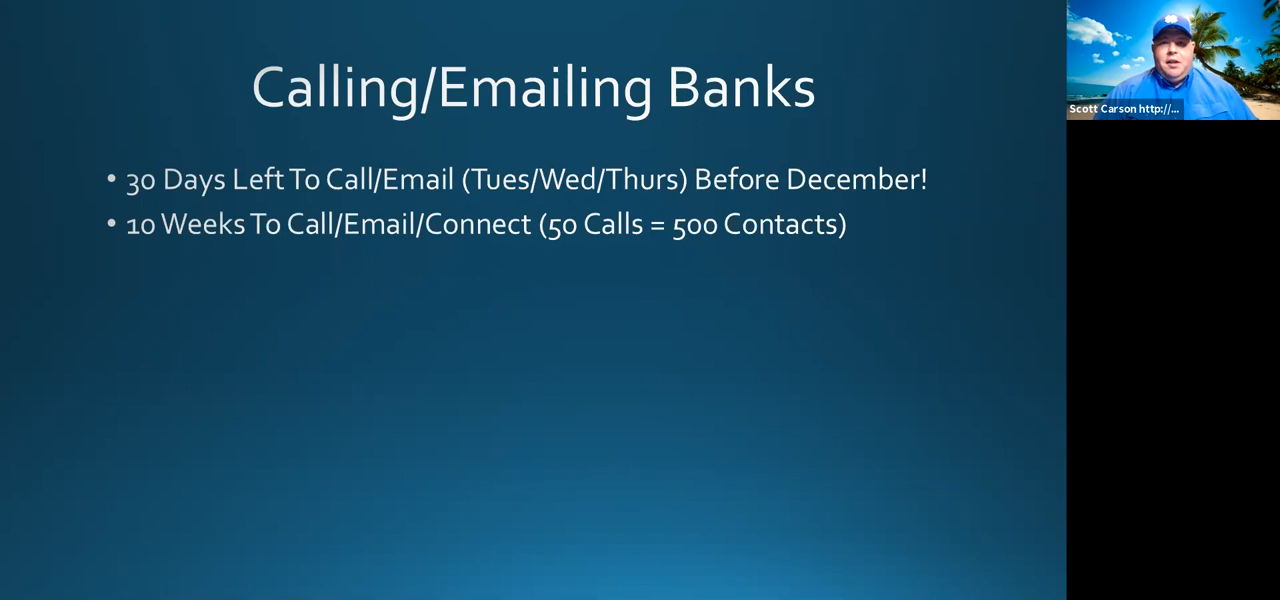 Calling/Emailing Banks
• 30 Days Left To Call/Email (Tues/Wed/Thurs) Before December!
• 10 Weeks To Call/Email/Connect (50 Calls = 500 Contacts)
Scott Carson http://...